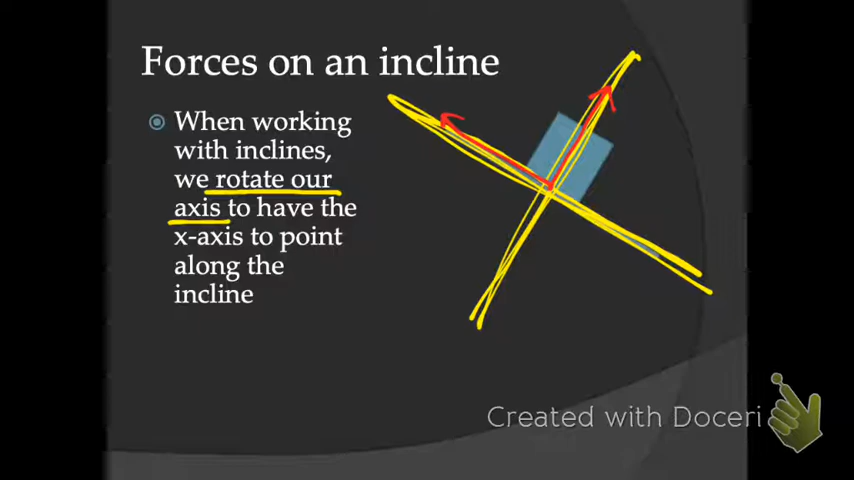 Forces on an incline
When working
with inclines,
we rotate our
axis to have the
x-axis to point
along the
incline
Created with Doceri